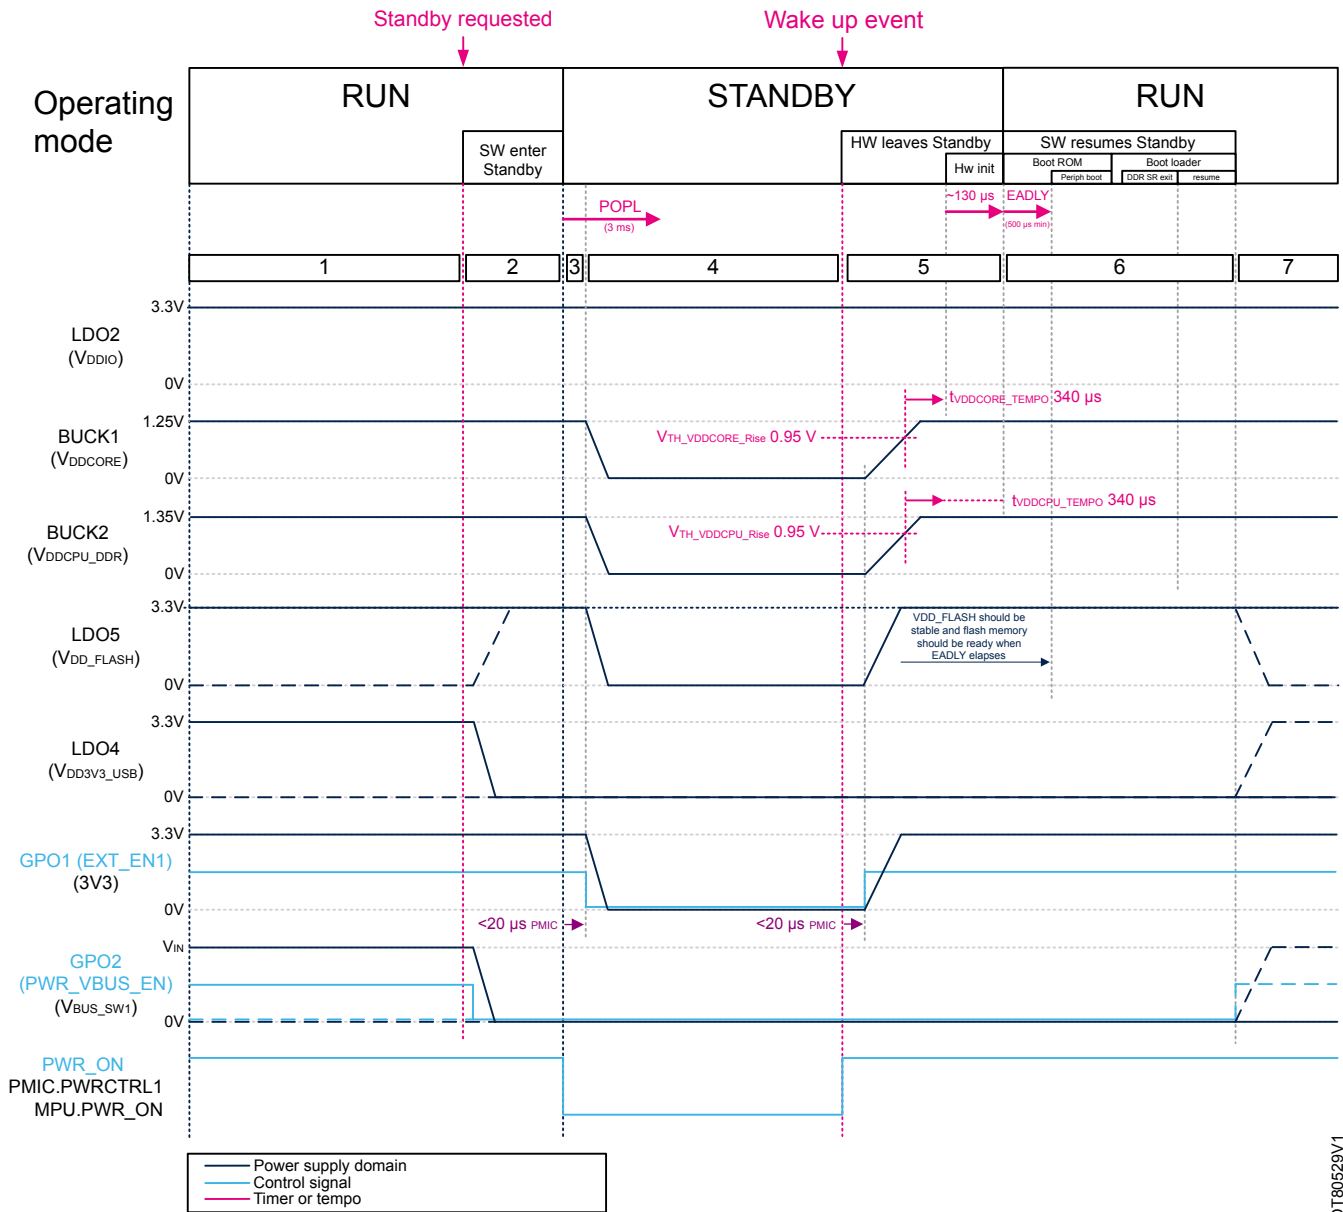 Standby requested
Wake up event
Operating
mode
RUN
STANDBY
RUN
SW enter
Standby
HW leaves Standby
Hw init
SW resumes Standby
Boot ROM
Boot loader
Periph boot
DDR SR exit
resume
POPL
(3 ms)
~130 µs
EADLY
(500 µs min)
1
2
3
4
5
6
7
3.3V
LDO2
(VDDIO)
0V
1.25V
BUCK1
(VDDCORE)
0V
tVDDCORE_TEMPO 340 µs
VTH_VDDCORE_Rise 0.95 V
1.35V
BUCK2
(VDDCPU_DDR)
0V
tVDDCPU_TEMPO 340 µs
VTH_VDDCPU_Rise 0.95 V
3.3V
LDO5
(VDD_FLASH)
0V
VDD_FLASH should be
stable and flash memory
should be ready when
EADLY elapses
3.3V
LDO4
(VDD3V3_USB)
0V
3.3V
GPO1 (EXT_EN1)
(3V3)
0V
<20 µs PMIC
<20 µs PMIC
VIN
GPO2
(PWR_VBUS_EN)
(VBUS_SW1)
0V
PWR_ON
PMIC.PWRCTRL1
MPU.PWR_ON
Power supply domain
Control signal
Timer or tempo
DT80529V1